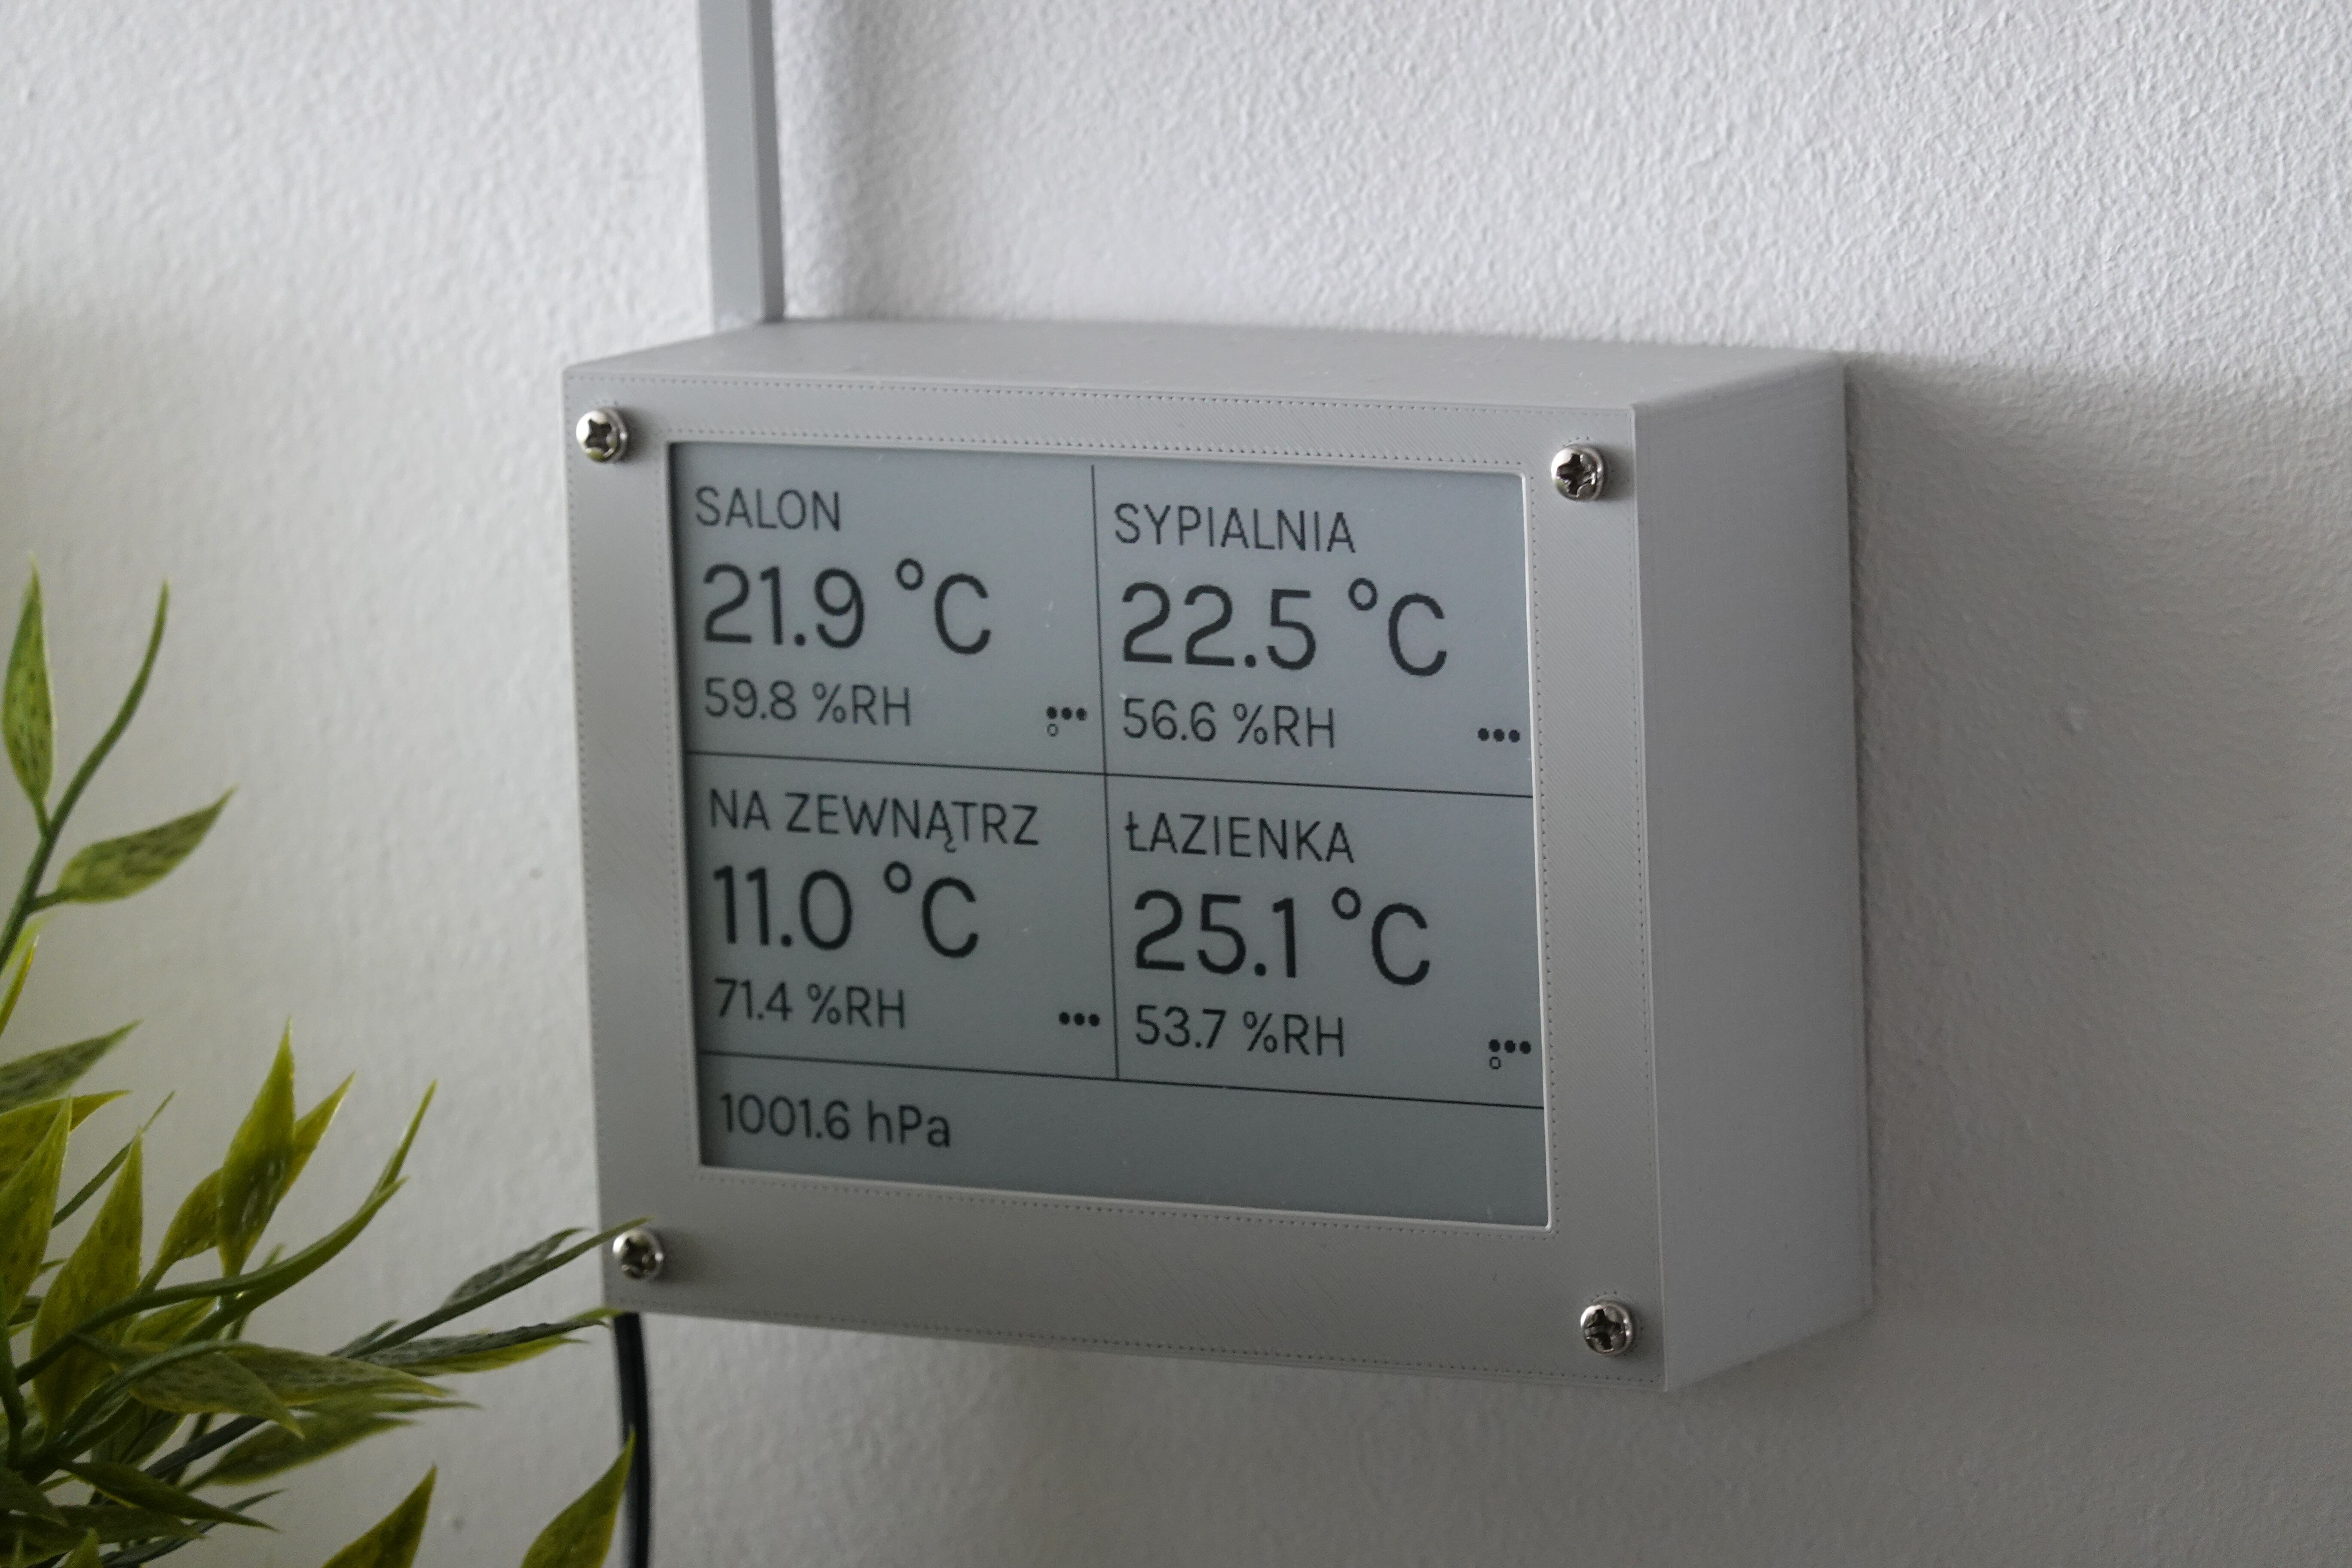 SALON
21.9 °C
59.8 %RH
SYPIALNIA
22.5 °C
56.6 %RH
NA ZEWNĄTRZ
11.0 °C
71.4 %RH
ŁAZIENKA
25.1 °C
53.7 %RH
1001.6 hPa